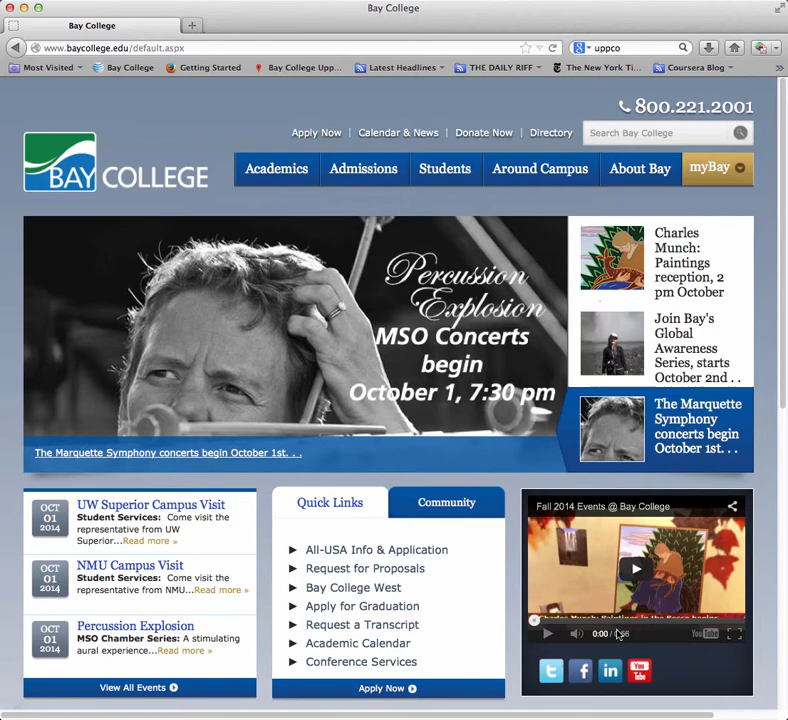 Bay College
Bay College
www.baycollege.edu/default.aspx
uppco
Most Visited
Bay College
Getting Started
Bay College Upp...
Latest Headlines
THE DAILY RIFF
The New York Ti...
Coursera Blog
800.221.2001
Apply Now | Calendar & News | Donate Now | Directory
Search Bay College
BAY COLLEGE
Academics
Admissions
Students
Around Campus
About Bay
myBay
Percussion
Explosion
MSO Concerts
begin
October 1, 7:30 pm
The Marquette Symphony concerts begin October 1st. . .
Charles
Munch:
Paintings
reception, 2
pm October
Join Bay's
Global
Awareness
Series, starts
October 2nd . .
The Marquette
Symphony
concerts begin
October 1st. . .
OCT
01
2014
UW Superior Campus Visit
Student Services: Come visit the
representative from UW
Superior...Read more »
OCT
01
2014
NMU Campus Visit
Student Services: Come visit the
representative from NMU...Read more »
OCT
01
2014
Percussion Explosion
MSO Chamber Series: A stimulating
aural experience...Read more »
View All Events
Quick Links
Community
All-USA Info & Application
Request for Proposals
Bay College West
Apply for Graduation
Request a Transcript
Academic Calendar
Conference Services
Apply Now
Fall 2014 Events @ Bay College
0:00 /
YouTube
You
Tube